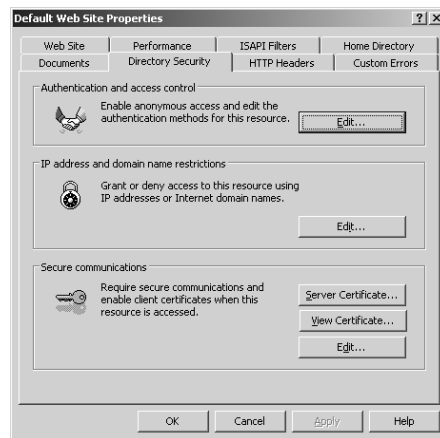 Default Web Site Properties
Web Site
Performance
ISAPI Filters
Home Directory
Documents
Directory Security
HTTP Headers
Custom Errors
Authentication and access control
Enable anonymous access and edit the
authentication methods for this resource.
Edit...
IP address and domain name restrictions
Grant or deny access to this resource using
IP addresses or Internet domain names.
Edit...
Secure communications
Require secure communications and
enable client certificates when this
resource is accessed.
Server Certificate...
View Certificate...
Edit...
OK
Cancel
Apply
Help